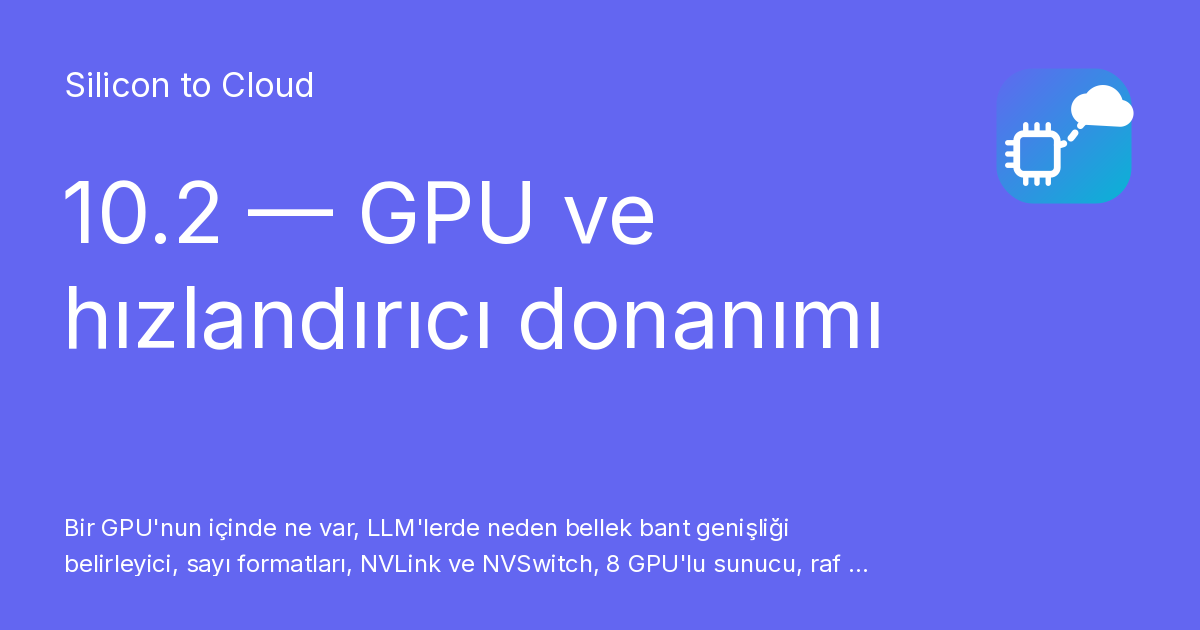 Silicon to Cloud
10.2 — GPU ve
hızlandırıcı donanımı
Bir GPU'nun içinde ne var, LLM'lerde neden bellek bant genişliği
belirleyici, sayı formatları, NVLink ve NVSwitch, 8 GPU'lu sunucu, raf ...